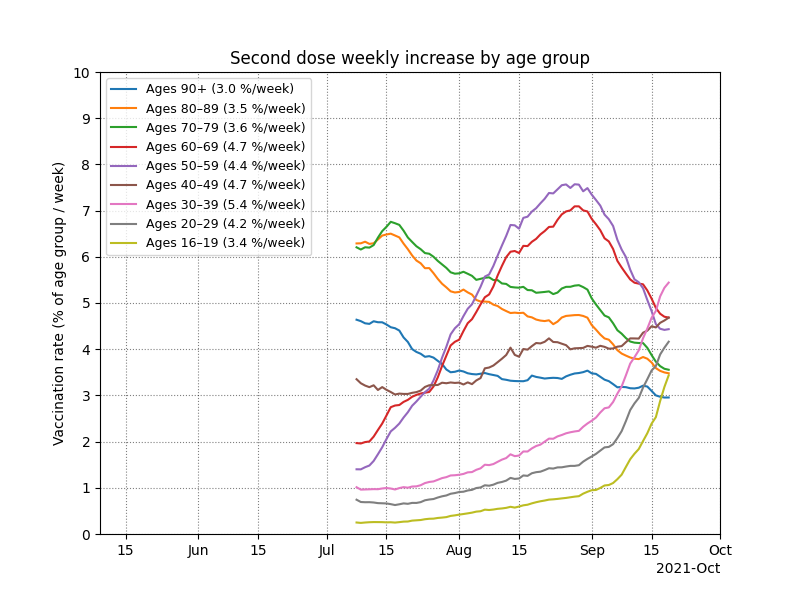 Second dose weekly increase by age group
Vaccination rate (% of age group / week)
10
9
8
7
6
5
4
3
2
1
0
Ages 90+ (3.0 %/week)
Ages 80–89 (3.5 %/week)
Ages 70–79 (3.6 %/week)
Ages 60–69 (4.7 %/week)
Ages 50–59 (4.4 %/week)
Ages 40–49 (4.7 %/week)
Ages 30–39 (5.4 %/week)
Ages 20–29 (4.2 %/week)
Ages 16–19 (3.4 %/week)
15 Jun 15 Jul 15 Aug 15 Sep 15 Oct
2021-Oct